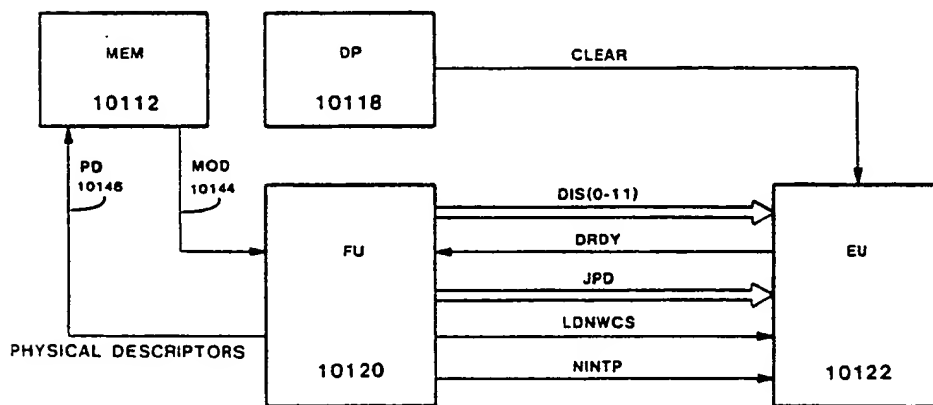 MEM
10112
DP
10118
CLEAR
PD
10146
MOD
10144
FU
10120
DIS(0-11)
DRDY
JPD
LDNWCS
NINTP
EU
10122
PHYSICAL DESCRIPTORS